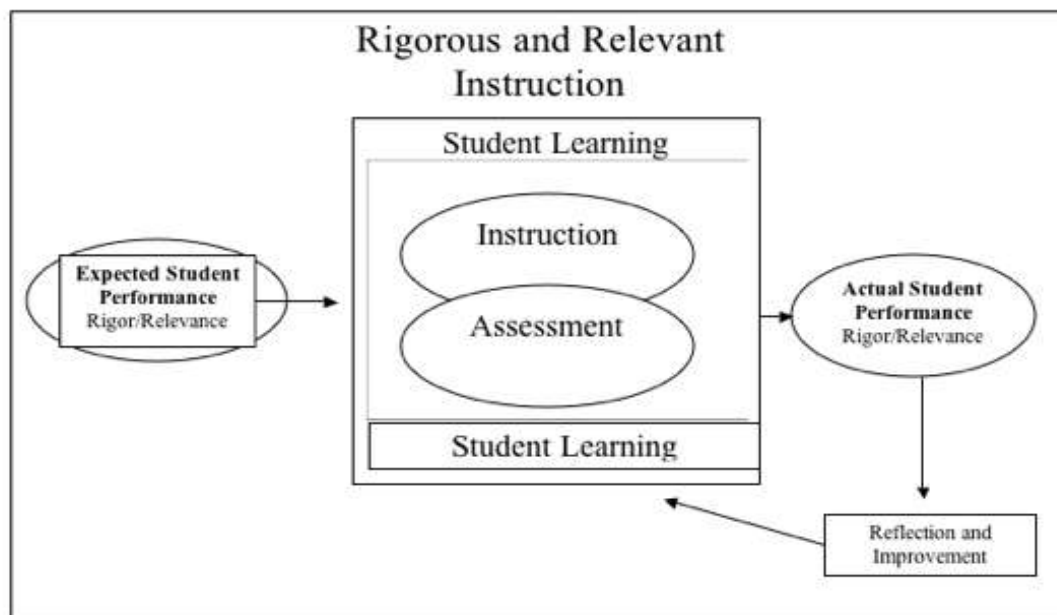 Rigorous and Relevant
Instruction
Student Learning
Instruction
Assessment
Student Learning
Expected Student
Performance
Rigor/Relevance
Actual Student
Performance
Rigor/Relevance
Reflection and
Improvement